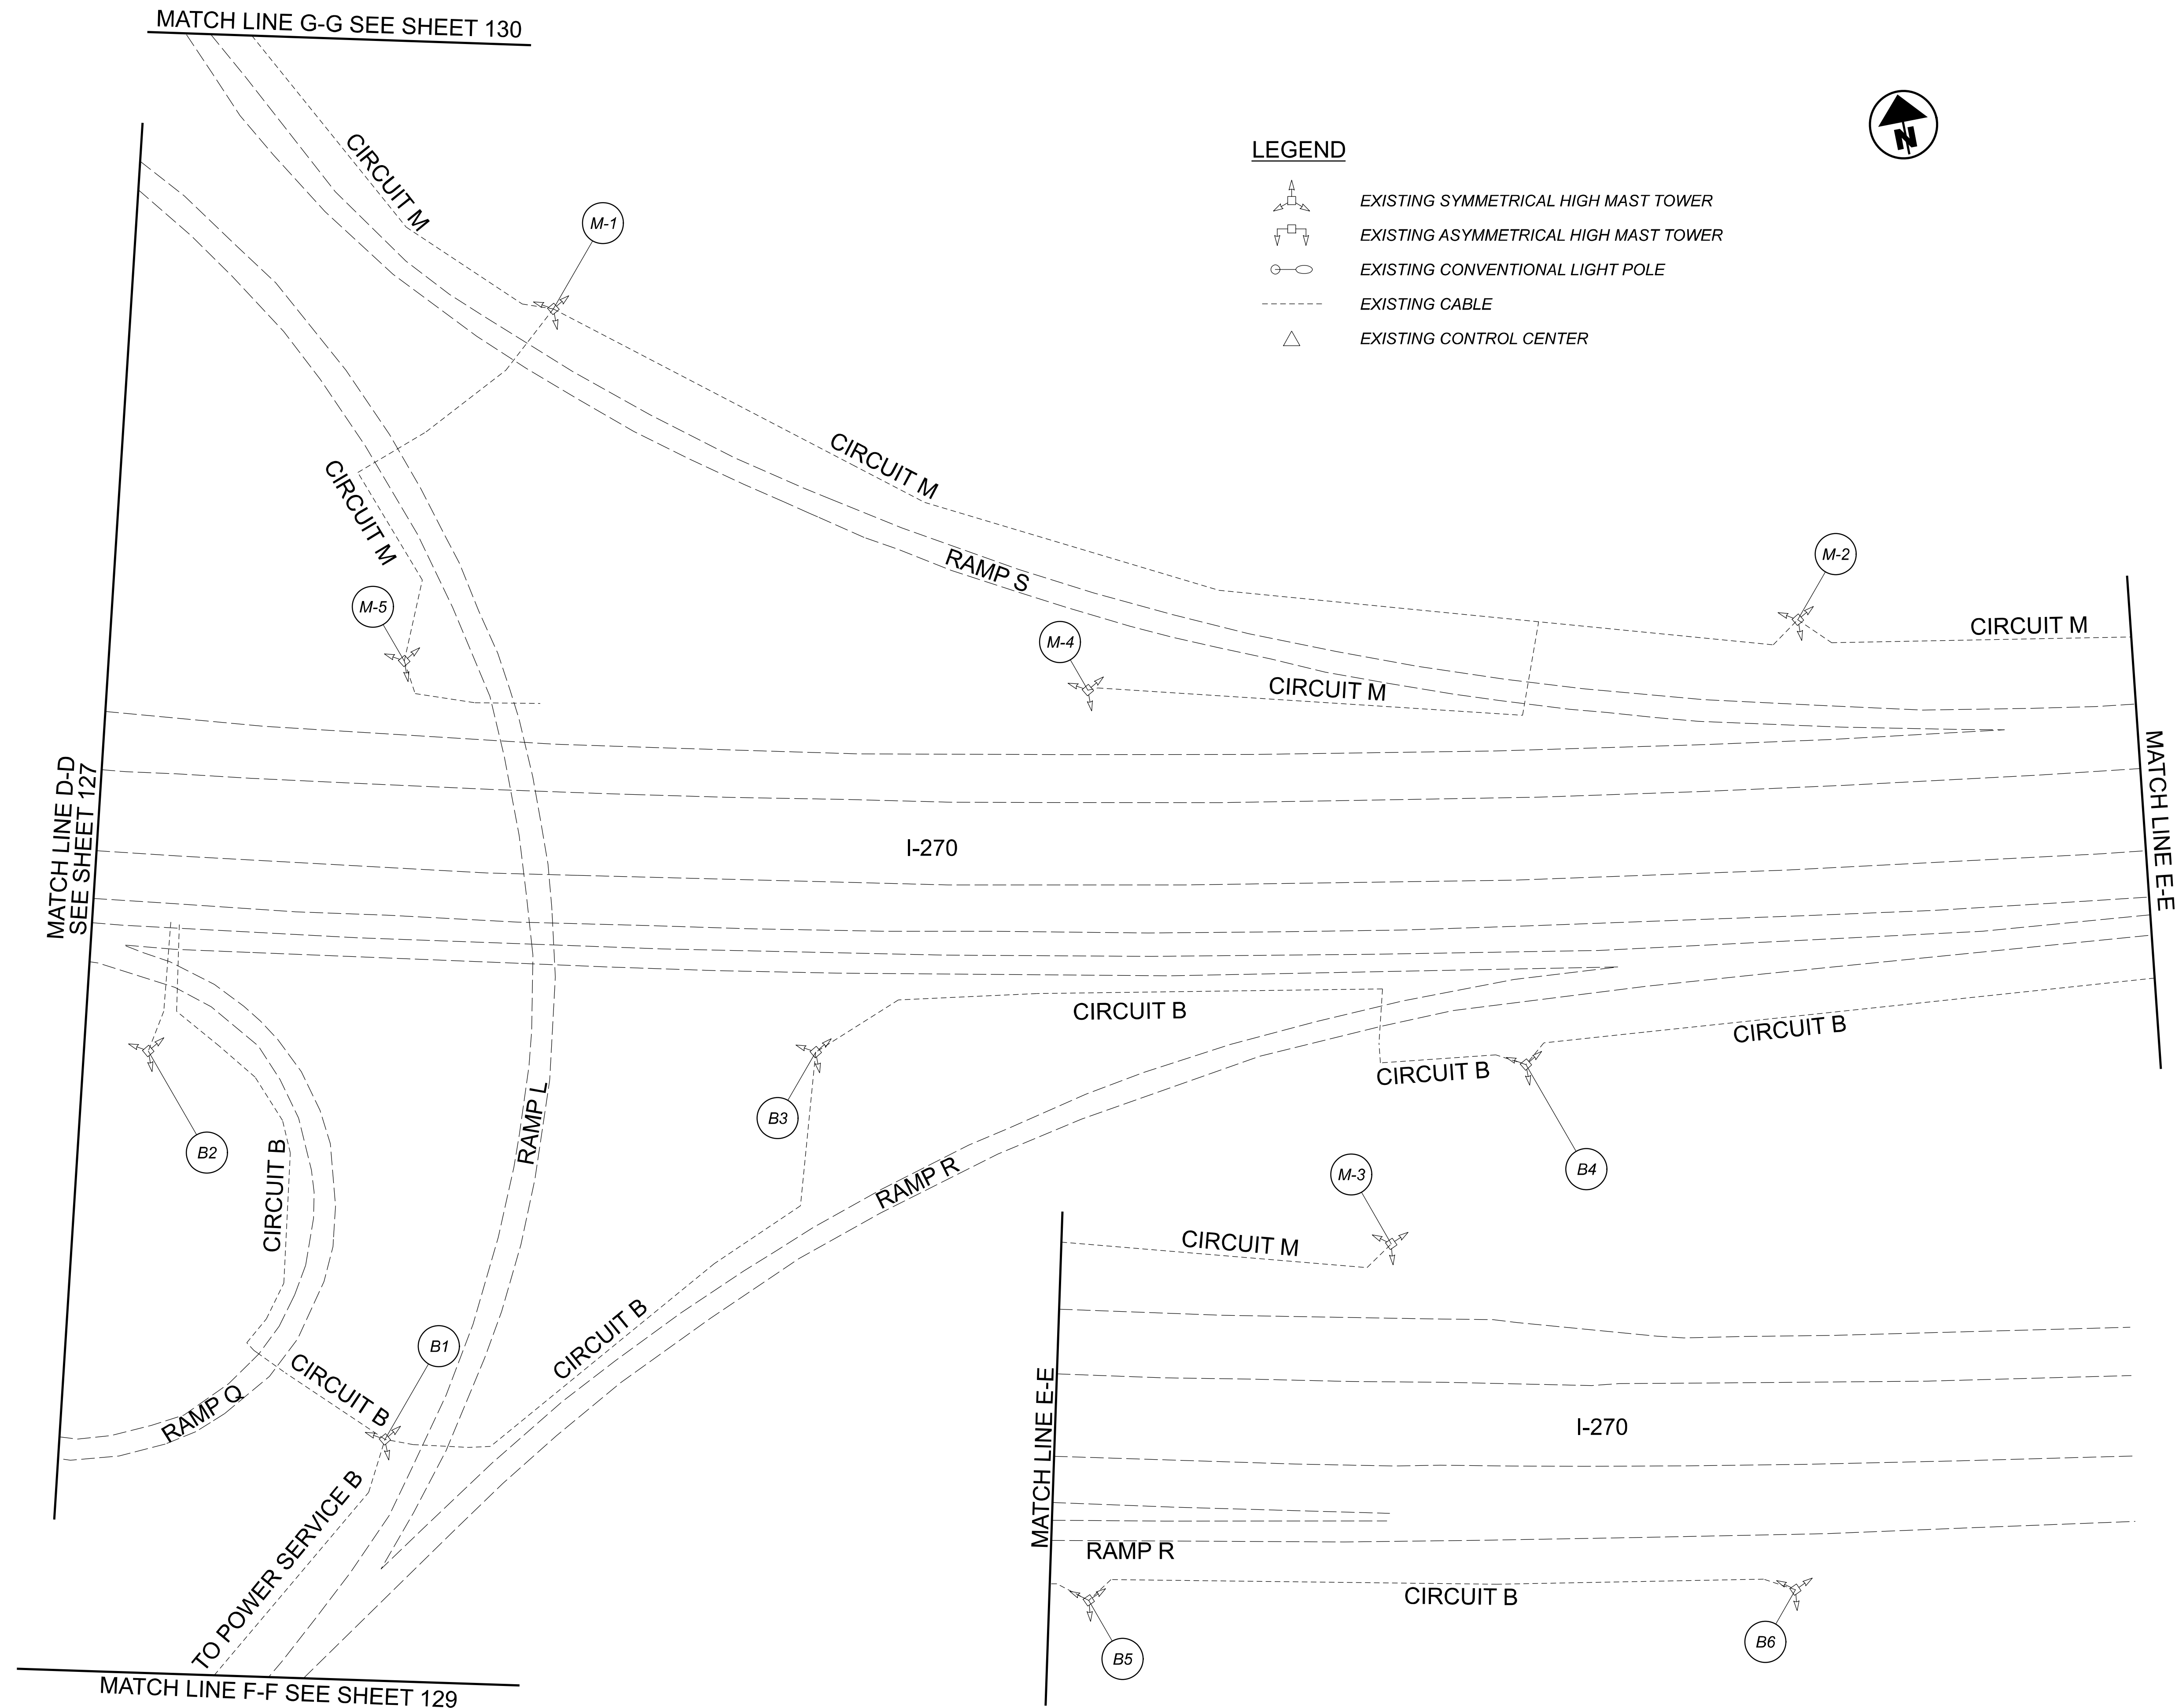 MATCH LINE G-G SEE SHEET 130
CIRCUIT M
M-1
LEGEND
N
EXISTING SYMMETRICAL HIGH MAST TOWER
EXISTING ASYMMETRICAL HIGH MAST TOWER
EXISTING CONVENTIONAL LIGHT POLE
EXISTING CABLE
EXISTING CONTROL CENTER
CIRCUIT M
CIRCUIT M
RAMP S
M-5
M-4
M-2
CIRCUIT M
CIRCUIT M
MATCH LINE D-D
SEE SHEET 127
I-270
MATCH LINE E-E
CIRCUIT B
CIRCUIT B
CIRCUIT B
B2
CIRCUIT B
RAMP L
B3
RAMP R
B4
M-3
CIRCUIT M
CIRCUIT B
B1
CIRCUIT B
RAMP Q
TO POWER SERVICE B
MATCH LINE E-E
I-270
RAMP R
CIRCUIT B
B5
B6
MATCH LINE F-F SEE SHEET 129